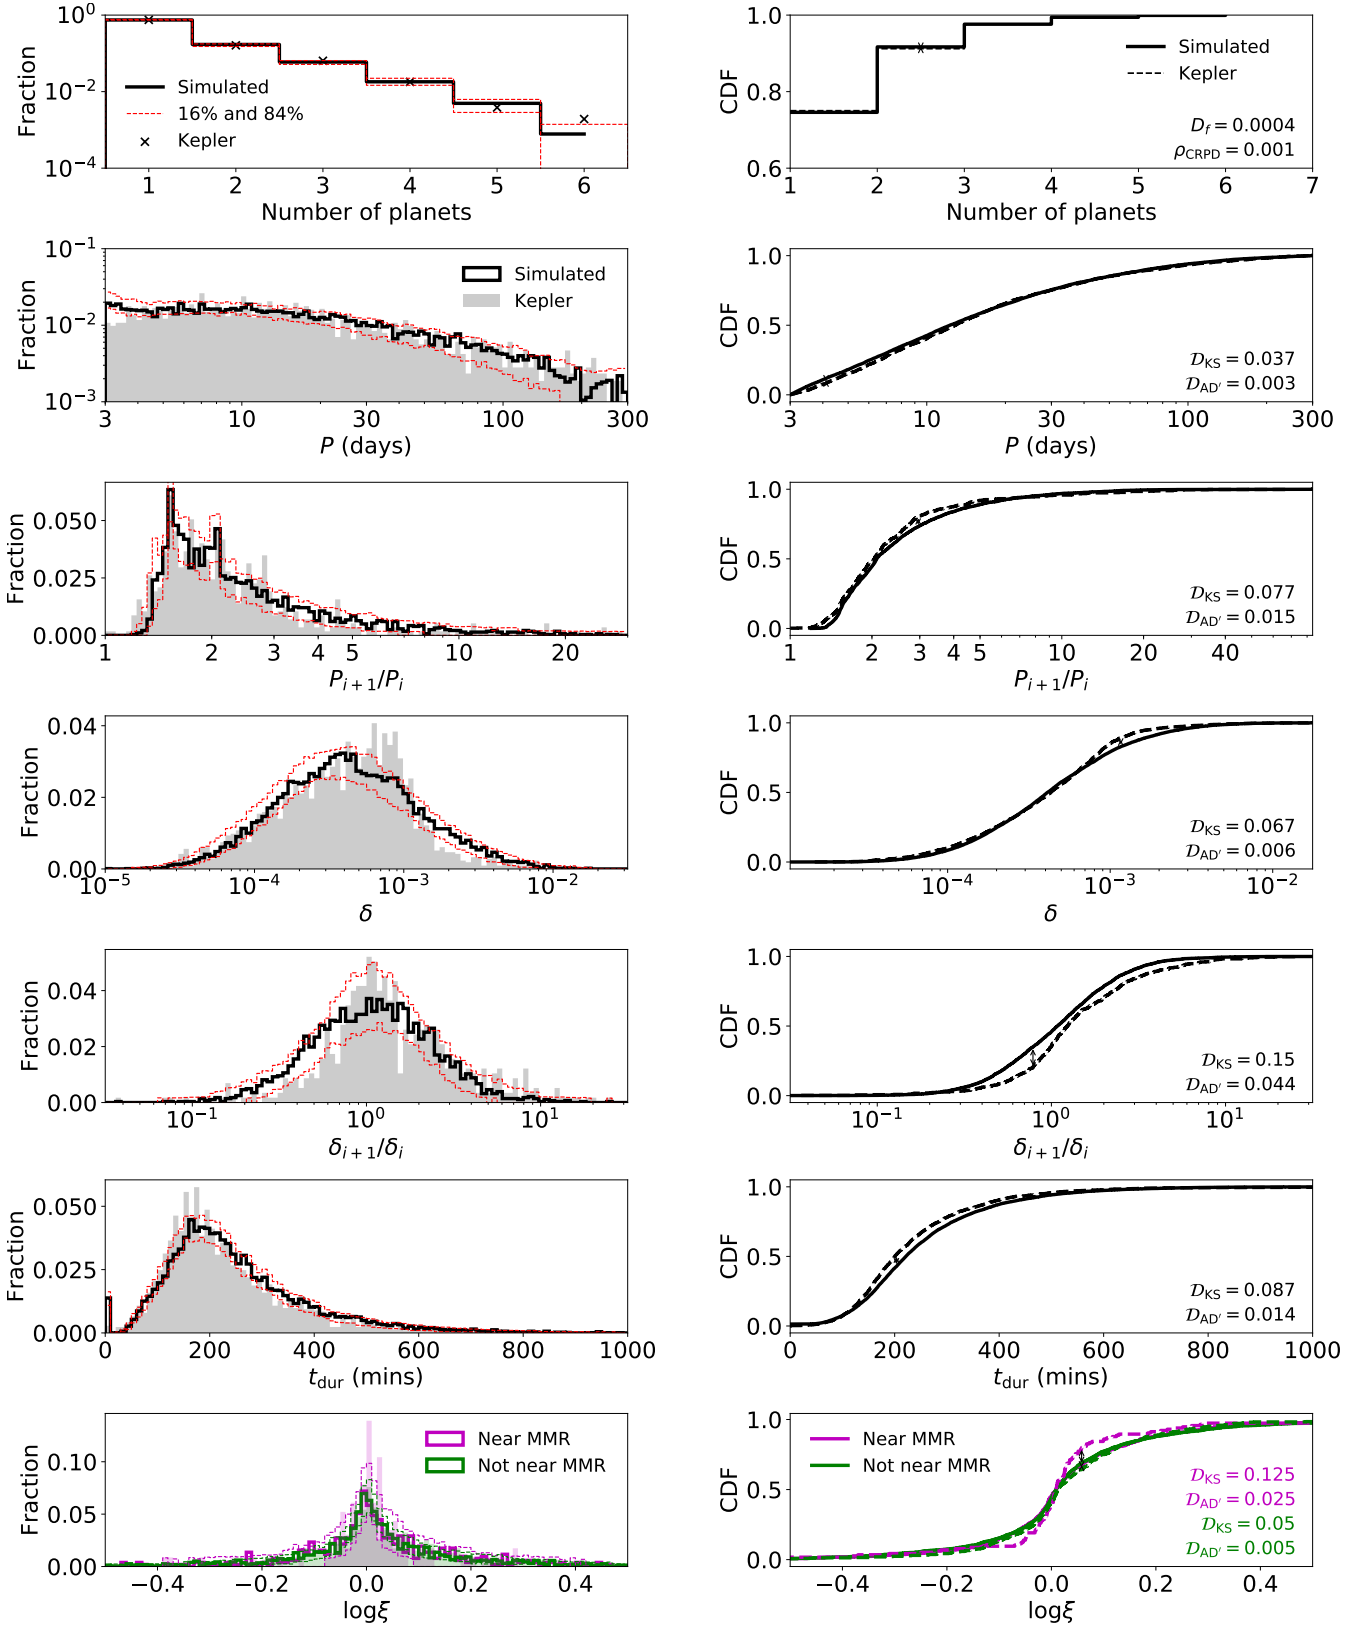 10⁰
10⁻²
10⁻⁴
Fraction
Simulated
16% and 84%
Kepler
1 2 3 4 5 6
Number of planets
1.0
0.8
0.6
CDF
Simulated
Kepler
D_f = 0.0004
ρ_CRPD = 0.001
1 2 3 4 5 6 7
Number of planets
10⁻¹
10⁻²
10⁻³
Fraction
Simulated
Kepler
3 10 30 100 300
P (days)
1.0
0.5
0.0
CDF
𝒟_KS = 0.037
𝒟_AD′ = 0.003
3 10 30 100 300
P (days)
0.050
0.025
0.000
Fraction
1 2 3 4 5 10 20
P_{i+1}/P_i
1.0
0.5
0.0
CDF
𝒟_KS = 0.077
𝒟_AD′ = 0.015
1 2 3 4 5 10 20 40
P_{i+1}/P_i
0.04
0.02
0.00
Fraction
10⁻⁵ 10⁻⁴ 10⁻³ 10⁻²
δ
1.0
0.5
0.0
CDF
𝒟_KS = 0.067
𝒟_AD′ = 0.006
10⁻⁴ 10⁻³ 10⁻²
δ
0.04
0.02
0.00
Fraction
10⁻¹ 10⁰ 10¹
δ_{i+1}/δ_i
1.0
0.5
0.0
CDF
𝒟_KS = 0.15
𝒟_AD′ = 0.044
10⁻¹ 10⁰ 10¹
δ_{i+1}/δ_i
0.050
0.025
0.000
Fraction
0 200 400 600 800 1000
t_dur (mins)
1.0
0.5
0.0
CDF
𝒟_KS = 0.087
𝒟_AD′ = 0.014
0 200 400 600 800 1000
t_dur (mins)
0.10
0.05
0.00
Fraction
Near MMR
Not near MMR
−0.4 −0.2 0.0 0.2 0.4
logξ
1.0
0.5
0.0
CDF
Near MMR
Not near MMR
𝒟_KS = 0.125
𝒟_AD′ = 0.025
𝒟_KS = 0.05
𝒟_AD′ = 0.005
−0.4 −0.2 0.0 0.2 0.4
logξ